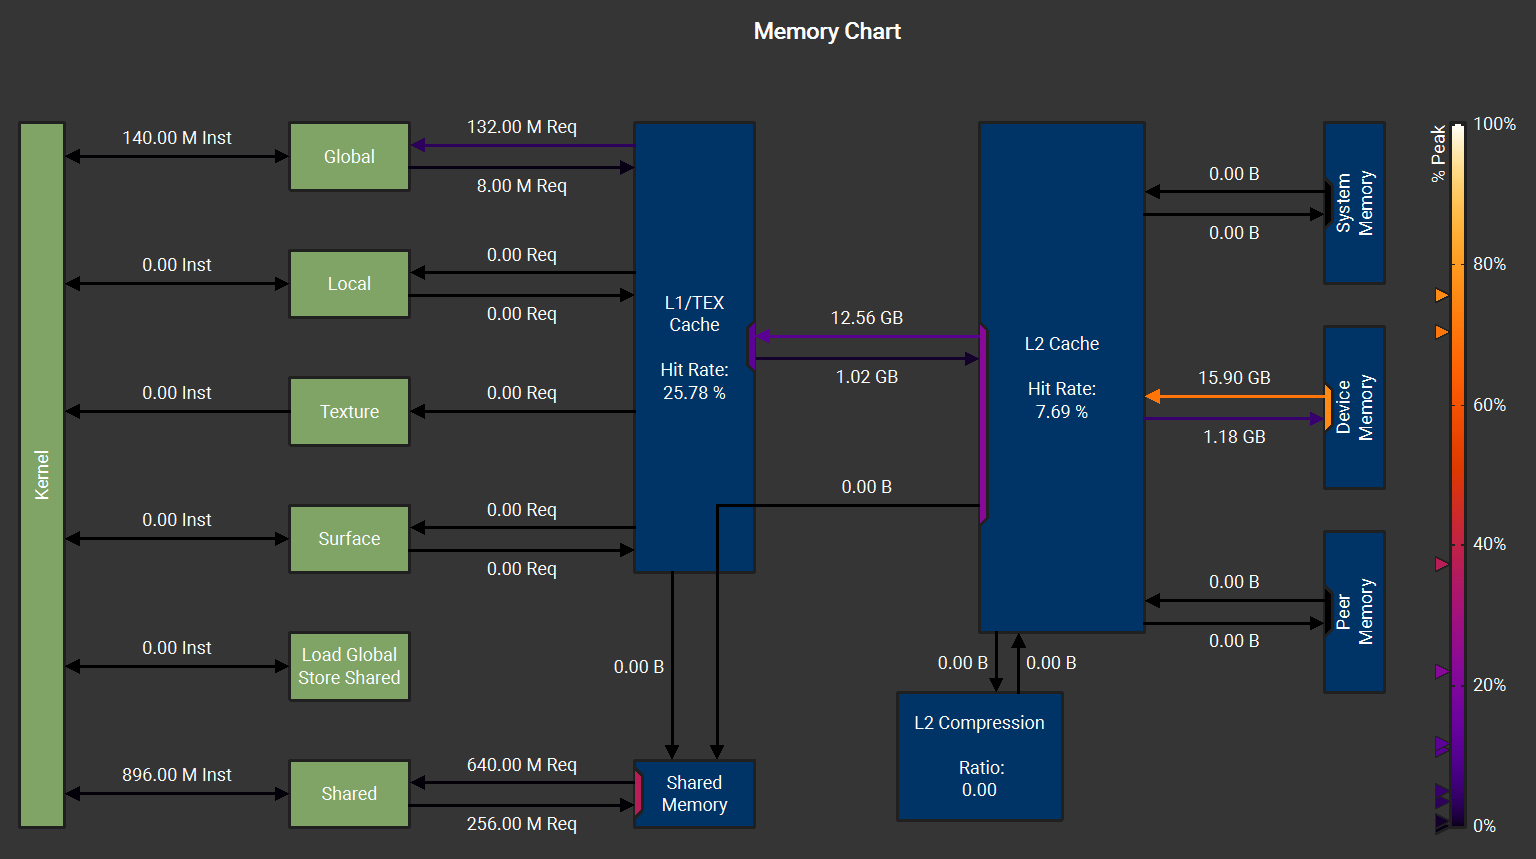 Memory Chart
Kernel
140.00 M Inst
Global
132.00 M Req
8.00 M Req
0.00 Inst
Local
0.00 Req
0.00 Req
0.00 Inst
Texture
0.00 Req
0.00 Inst
Surface
0.00 Req
0.00 Req
0.00 Inst
Load Global
Store Shared
896.00 M Inst
Shared
640.00 M Req
256.00 M Req
L1/TEX
Cache
Hit Rate:
25.78 %
0.00 B
Shared
Memory
12.56 GB
1.02 GB
0.00 B
L2 Cache
Hit Rate:
7.69 %
0.00 B
0.00 B
L2 Compression
Ratio:
0.00
0.00 B
0.00 B
System
Memory
15.90 GB
1.18 GB
Device
Memory
0.00 B
0.00 B
Peer
Memory
% Peak
100%
80%
60%
40%
20%
0%